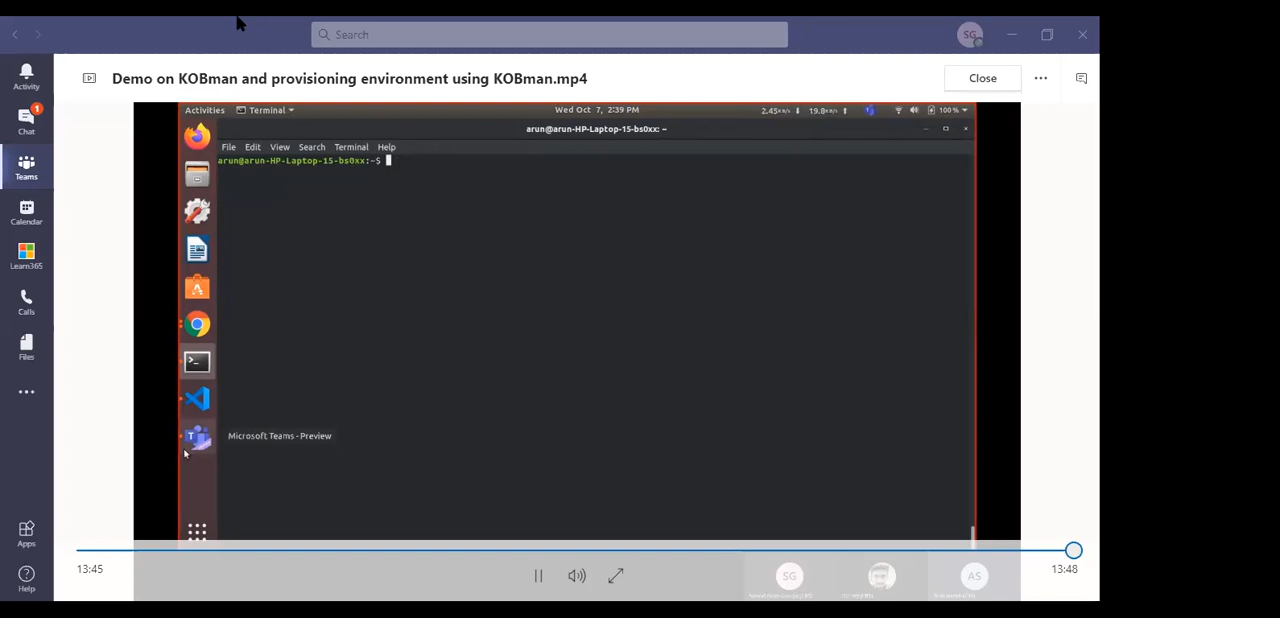 Search
SG
Activity
Chat
1
Teams
Calendar
Learn365
Calls
Files
Apps
Help
Demo on KOBman and provisioning environment using KOBman.mp4
Close
Activities
Terminal
Wed Oct 7, 2:39 PM
100 %
arun@arun-HP-Laptop-15-bs0xx: ~
File Edit View Search Terminal Help
arun@arun-HP-Laptop-15-bs0xx:~$
Microsoft Teams - Preview
13:45
13:48
SG
AS